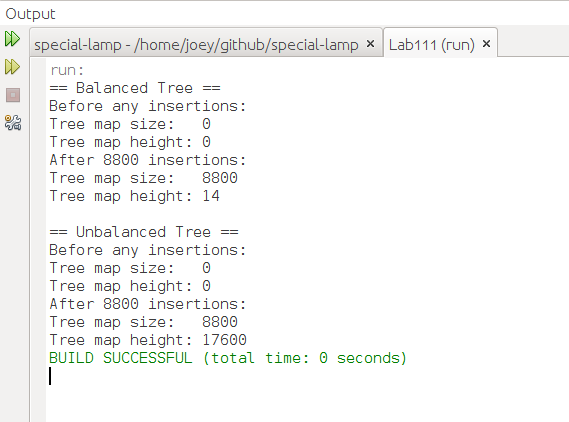 Output
special-lamp - /home/joey/github/special-lamp × Lab111 (run) ×
run:
== Balanced Tree ==
Before any insertions:
Tree map size:   0
Tree map height: 0
After 8800 insertions:
Tree map size:   8800
Tree map height: 14
== Unbalanced Tree ==
Before any insertions:
Tree map size:   0
Tree map height: 0
After 8800 insertions:
Tree map size:   8800
Tree map height: 17600
BUILD SUCCESSFUL (total time: 0 seconds)